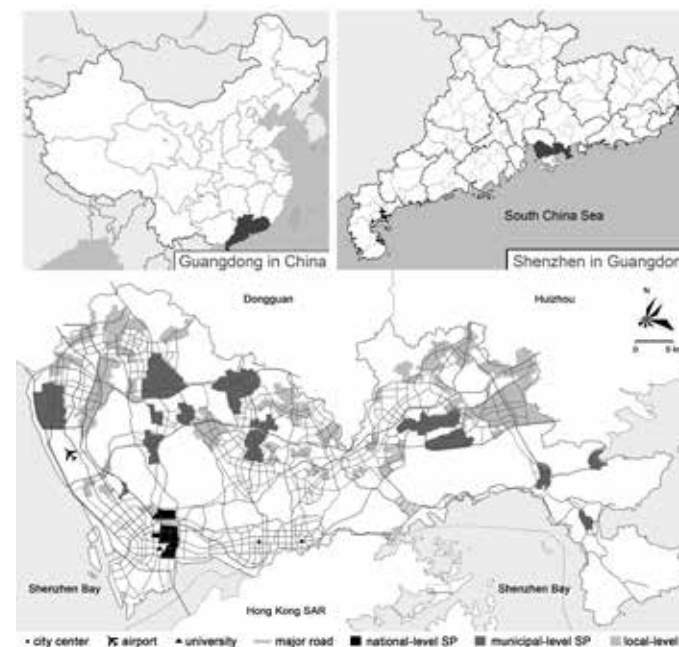 South China Sea
Guangdong in China
Shenzhen in Guangdon
Dongguan
Huizhou
N
0 5 k
Shenzhen Bay
Shenzhen Bay
Hong Kong SAR
• city center airport ▲ university — major road ■ national-level SP ■ municipal-level SP ■ local-level